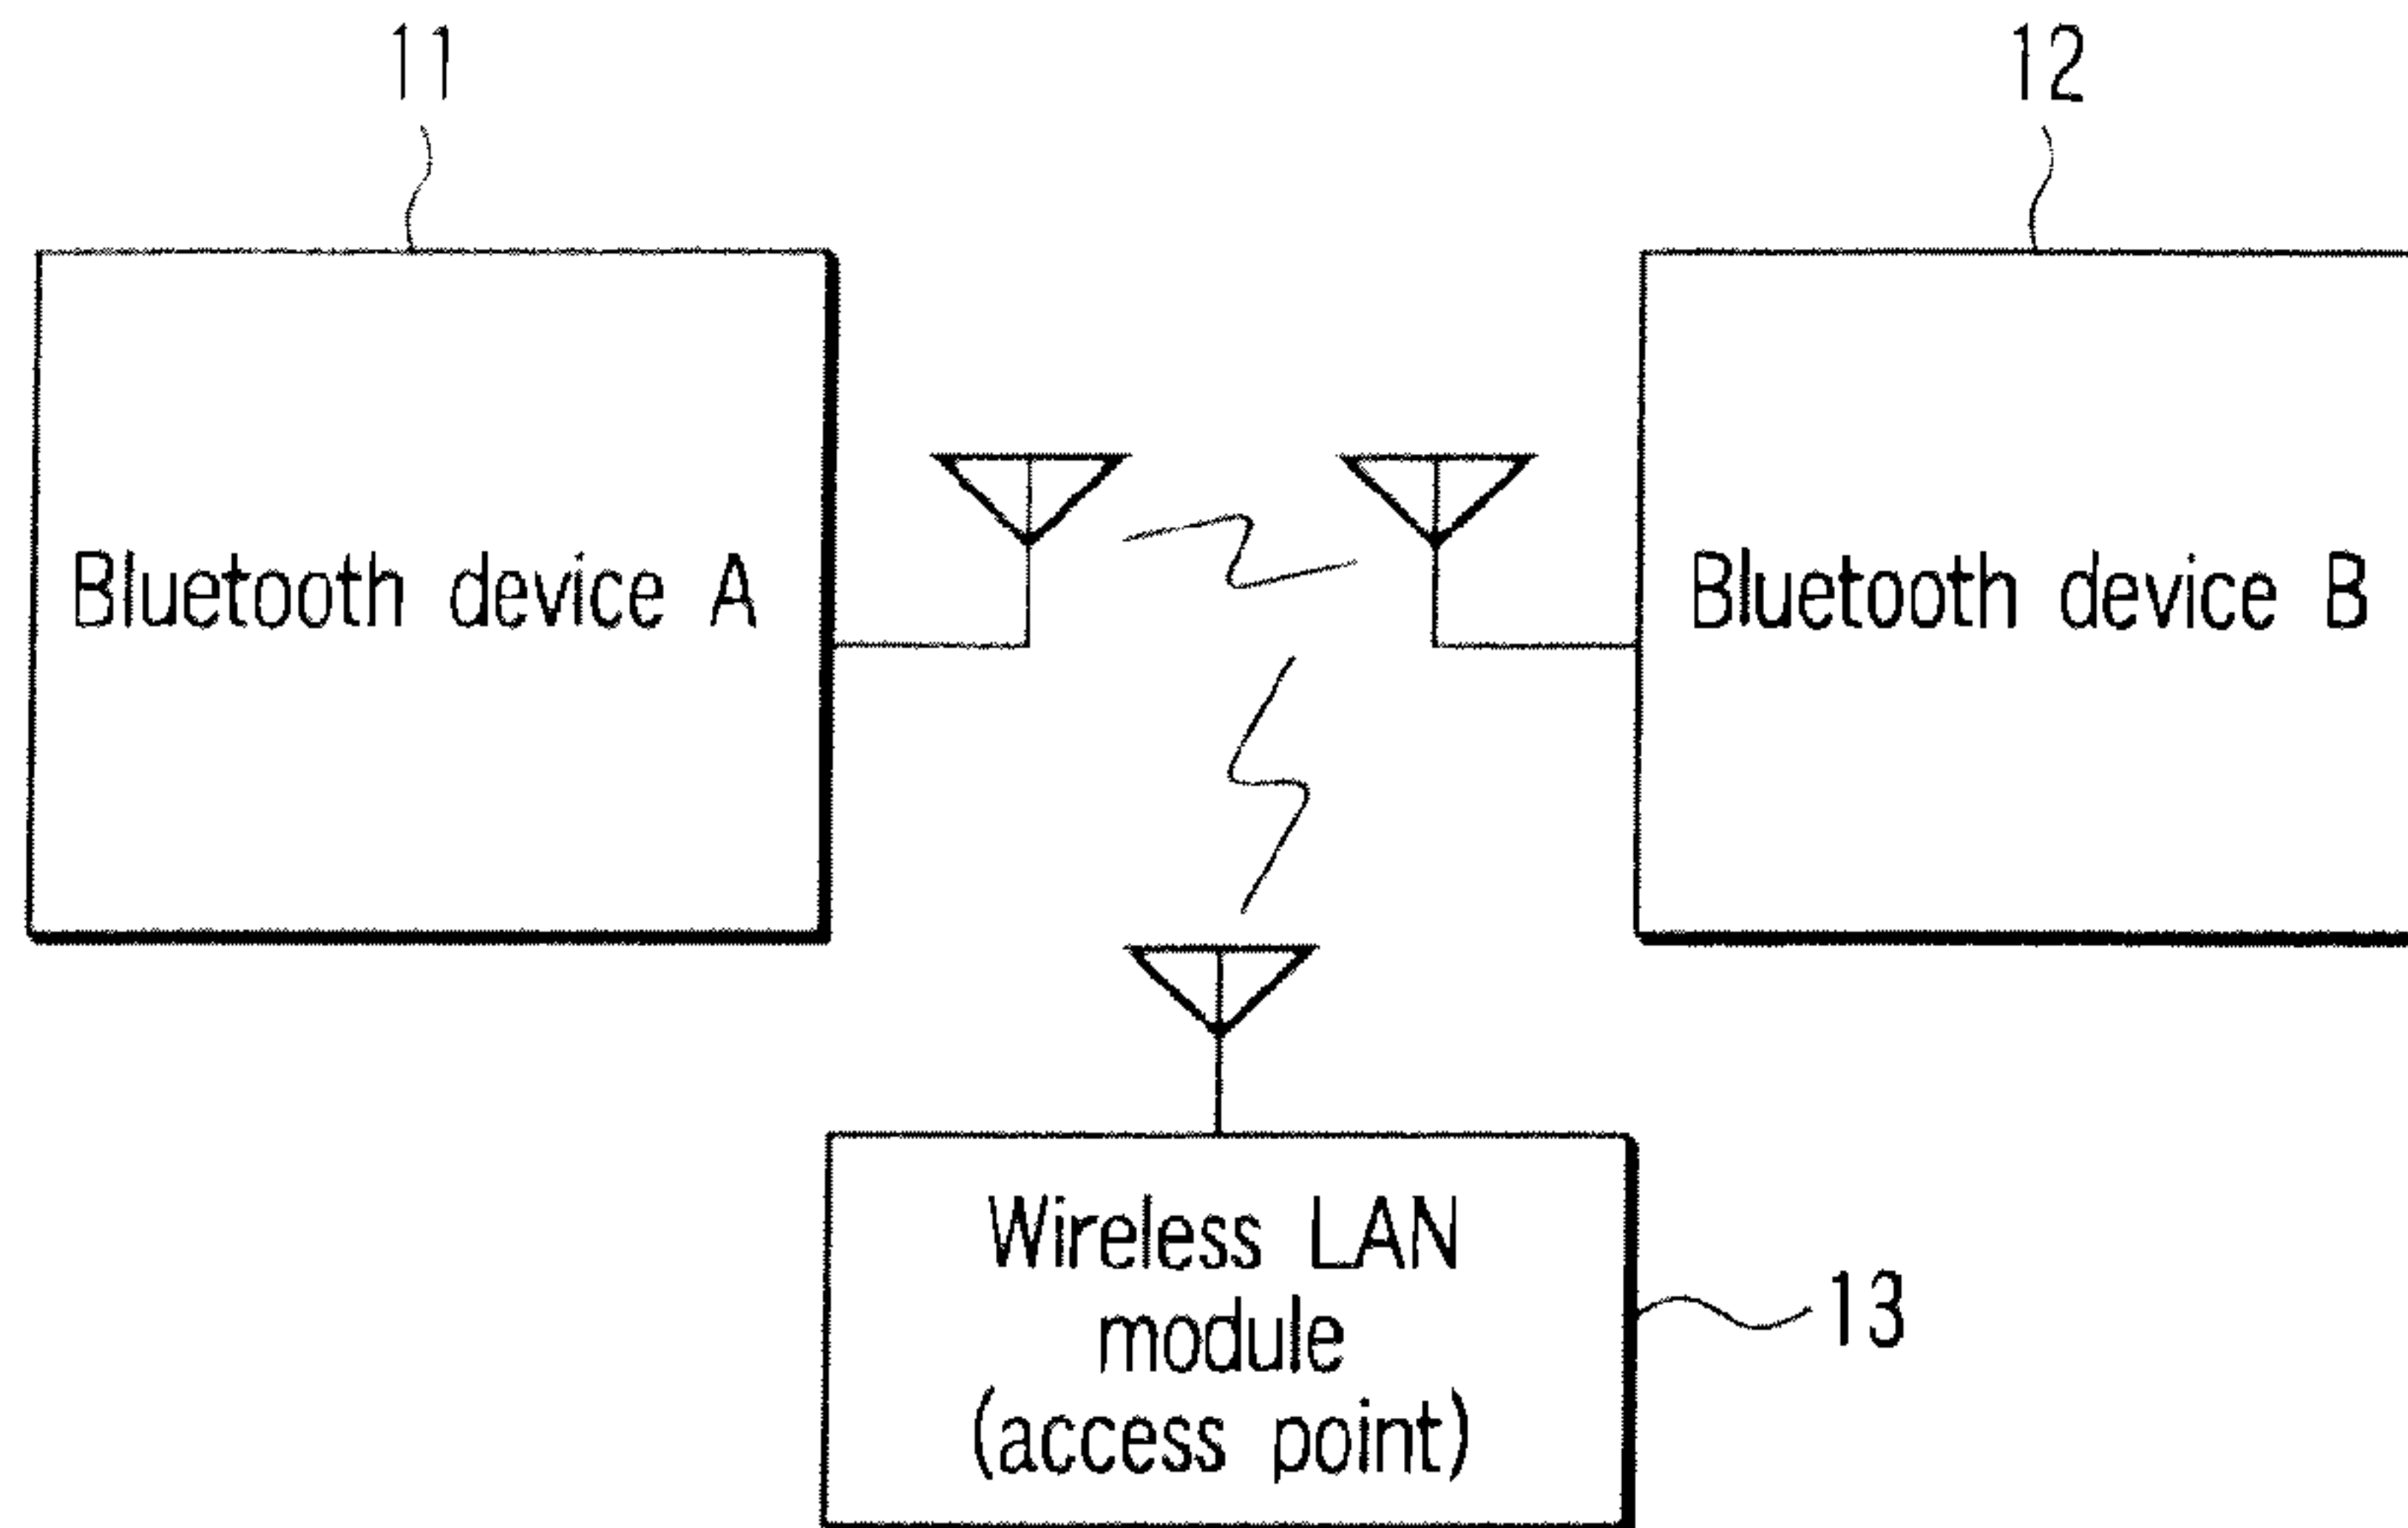 11
12
Bluetooth device A
Bluetooth device B
Wireless LAN
module
(access point)
13